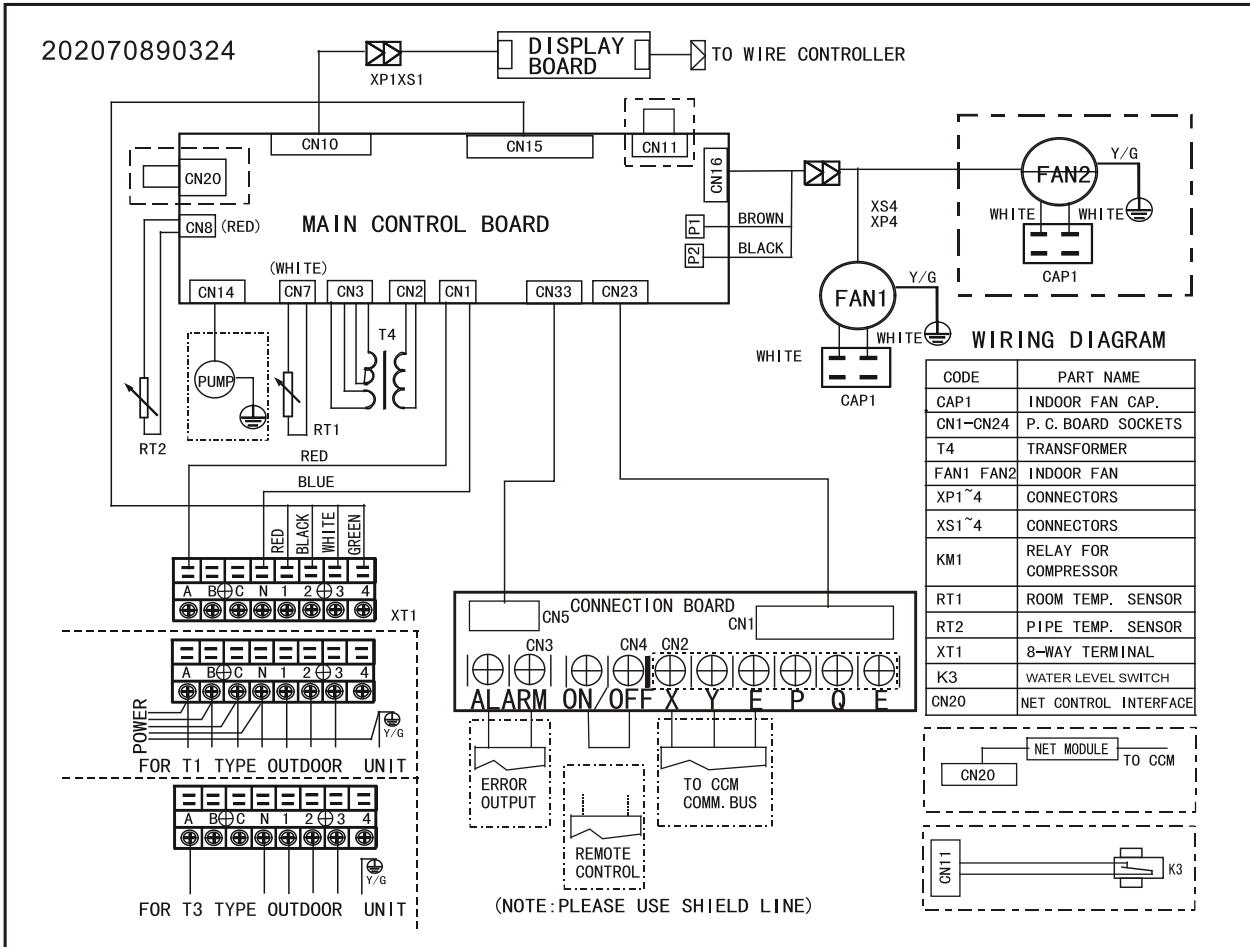 202070890324
DISPLAY
BOARD
TO WIRE CONTROLLER
XP1XS1
CN10
CN15
CN11
CN20
CN16
CN8 (RED)
MAIN CONTROL BOARD
P1
BROWN
P2
BLACK
XS4
XP4
FAN2
Y/G
WHITE
WHITE
CAP1
(WHITE)
CN14
CN7
CN3
CN2
CN1
CN33
CN23
FAN1
Y/G
WHITE
WHITE
CAP1
T4
PUMP
RT1
RT2
RED
BLUE
RED
BLACK
WHITE
GREEN
A B C N 1 2 3 4
XT1
A B C N 1 2 3 4
POWER
Y/G
FOR T1 TYPE OUTDOOR UNIT
A B C N 1 2 3 4
Y/G
FOR T3 TYPE OUTDOOR UNIT
CONNECTION BOARD
CN5
CN1
CN3
CN4
CN2
ALARM ON/OFF X Y E P Q E
ERROR
OUTPUT
REMOTE
CONTROL
TO CCM
COMM. BUS
(NOTE:PLEASE USE SHIELD LINE)
WIRING DIAGRAM
CODE PART NAME
CAP1 INDOOR FAN CAP.
CN1-CN24 P.C.BOARD SOCKETS
T4 TRANSFORMER
FAN1 FAN2 INDOOR FAN
XP1~4 CONNECTORS
XS1~4 CONNECTORS
KM1 RELAY FOR
COMPRESSOR
RT1 ROOM TEMP. SENSOR
RT2 PIPE TEMP. SENSOR
XT1 8-WAY TERMINAL
K3 WATER LEVEL SWITCH
CN20 NET CONTROL INTERFACE
NET MODULE
TO CCM
CN20
CN11
K3